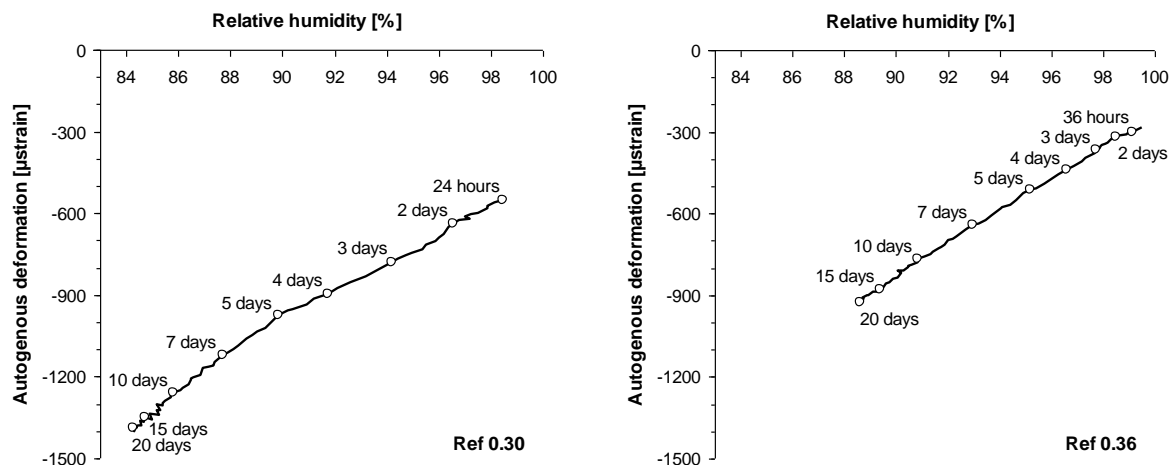 Relative humidity [%]
0
84 86 88 90 92 94 96 98 100
-300
-600
-900
-1200
-1500
Autogenous deformation [µstrain]
24 hours
2 days
3 days
4 days
5 days
7 days
10 days
15 days
20 days
Ref 0.30
Relative humidity [%]
0
84 86 88 90 92 94 96 98 100
-300
-600
-900
-1200
-1500
Autogenous deformation [µstrain]
36 hours
2 days
3 days
4 days
5 days
7 days
10 days
15 days
20 days
Ref 0.36